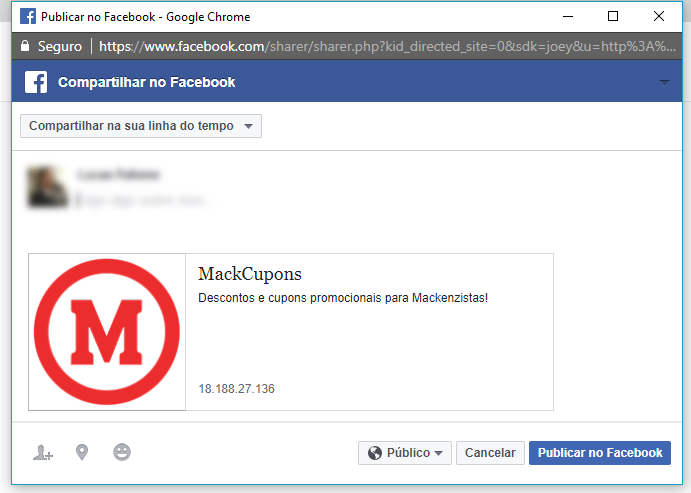 Publicar no Facebook - Google Chrome
Seguro | https://www.facebook.com/sharer/sharer.php?kid_directed_site=0&sdk=joey&u=http%3A%...
Compartilhar no Facebook
Compartilhar na sua linha do tempo
M
MackCupons
Descontos e cupons promocionais para Mackenzistas!
18.188.27.136
Público Cancelar Publicar no Facebook